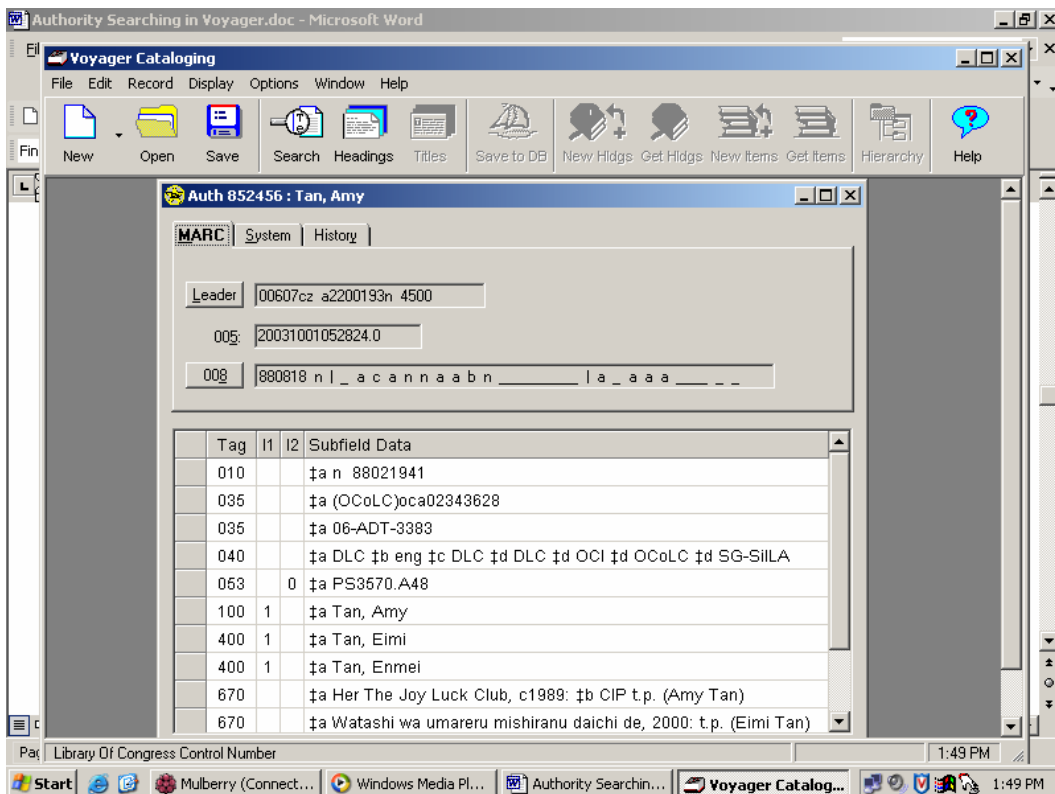 Authority Searching in Voyager.doc - Microsoft Word
Voyager Cataloging
File Edit Record Display Options Window Help
New Open Save Search Headings Titles Save to DB New Hldgs Get Hldgs New Items Get Items Hierarchy Help
Fin
Auth 852456 : Tan, Amy
MARC System History
Leader 00607cz a2200193n 4500
005: 20031001052824.0
008 880818 n | _ a c a n n a a b n _ _ _ _ _ _ _ _ _ _ | a _ a a a _ _ _ _ _
Tag I1 I2 Subfield Data
010 ‡a n 88021941
035 ‡a (OCoLC)oca02343628
035 ‡a 06-ADT-3383
040 ‡a DLC ‡b eng ‡c DLC ‡d DLC ‡d OCl ‡d OCoLC ‡d SG-SilLA
053 0 ‡a PS3570.A48
100 1 ‡a Tan, Amy
400 1 ‡a Tan, Eimi
400 1 ‡a Tan, Enmei
670 ‡a Her The Joy Luck Club, c1989: ‡b CIP t.p. (Amy Tan)
670 ‡a Watashi wa umareru mishiranu daichi de, 2000: t.p. (Eimi Tan)
Library Of Congress Control Number 1:49 PM
Start Mulberry (Connect... Windows Media Pl... Authority Searchin... Voyager Catalog... 1:49 PM